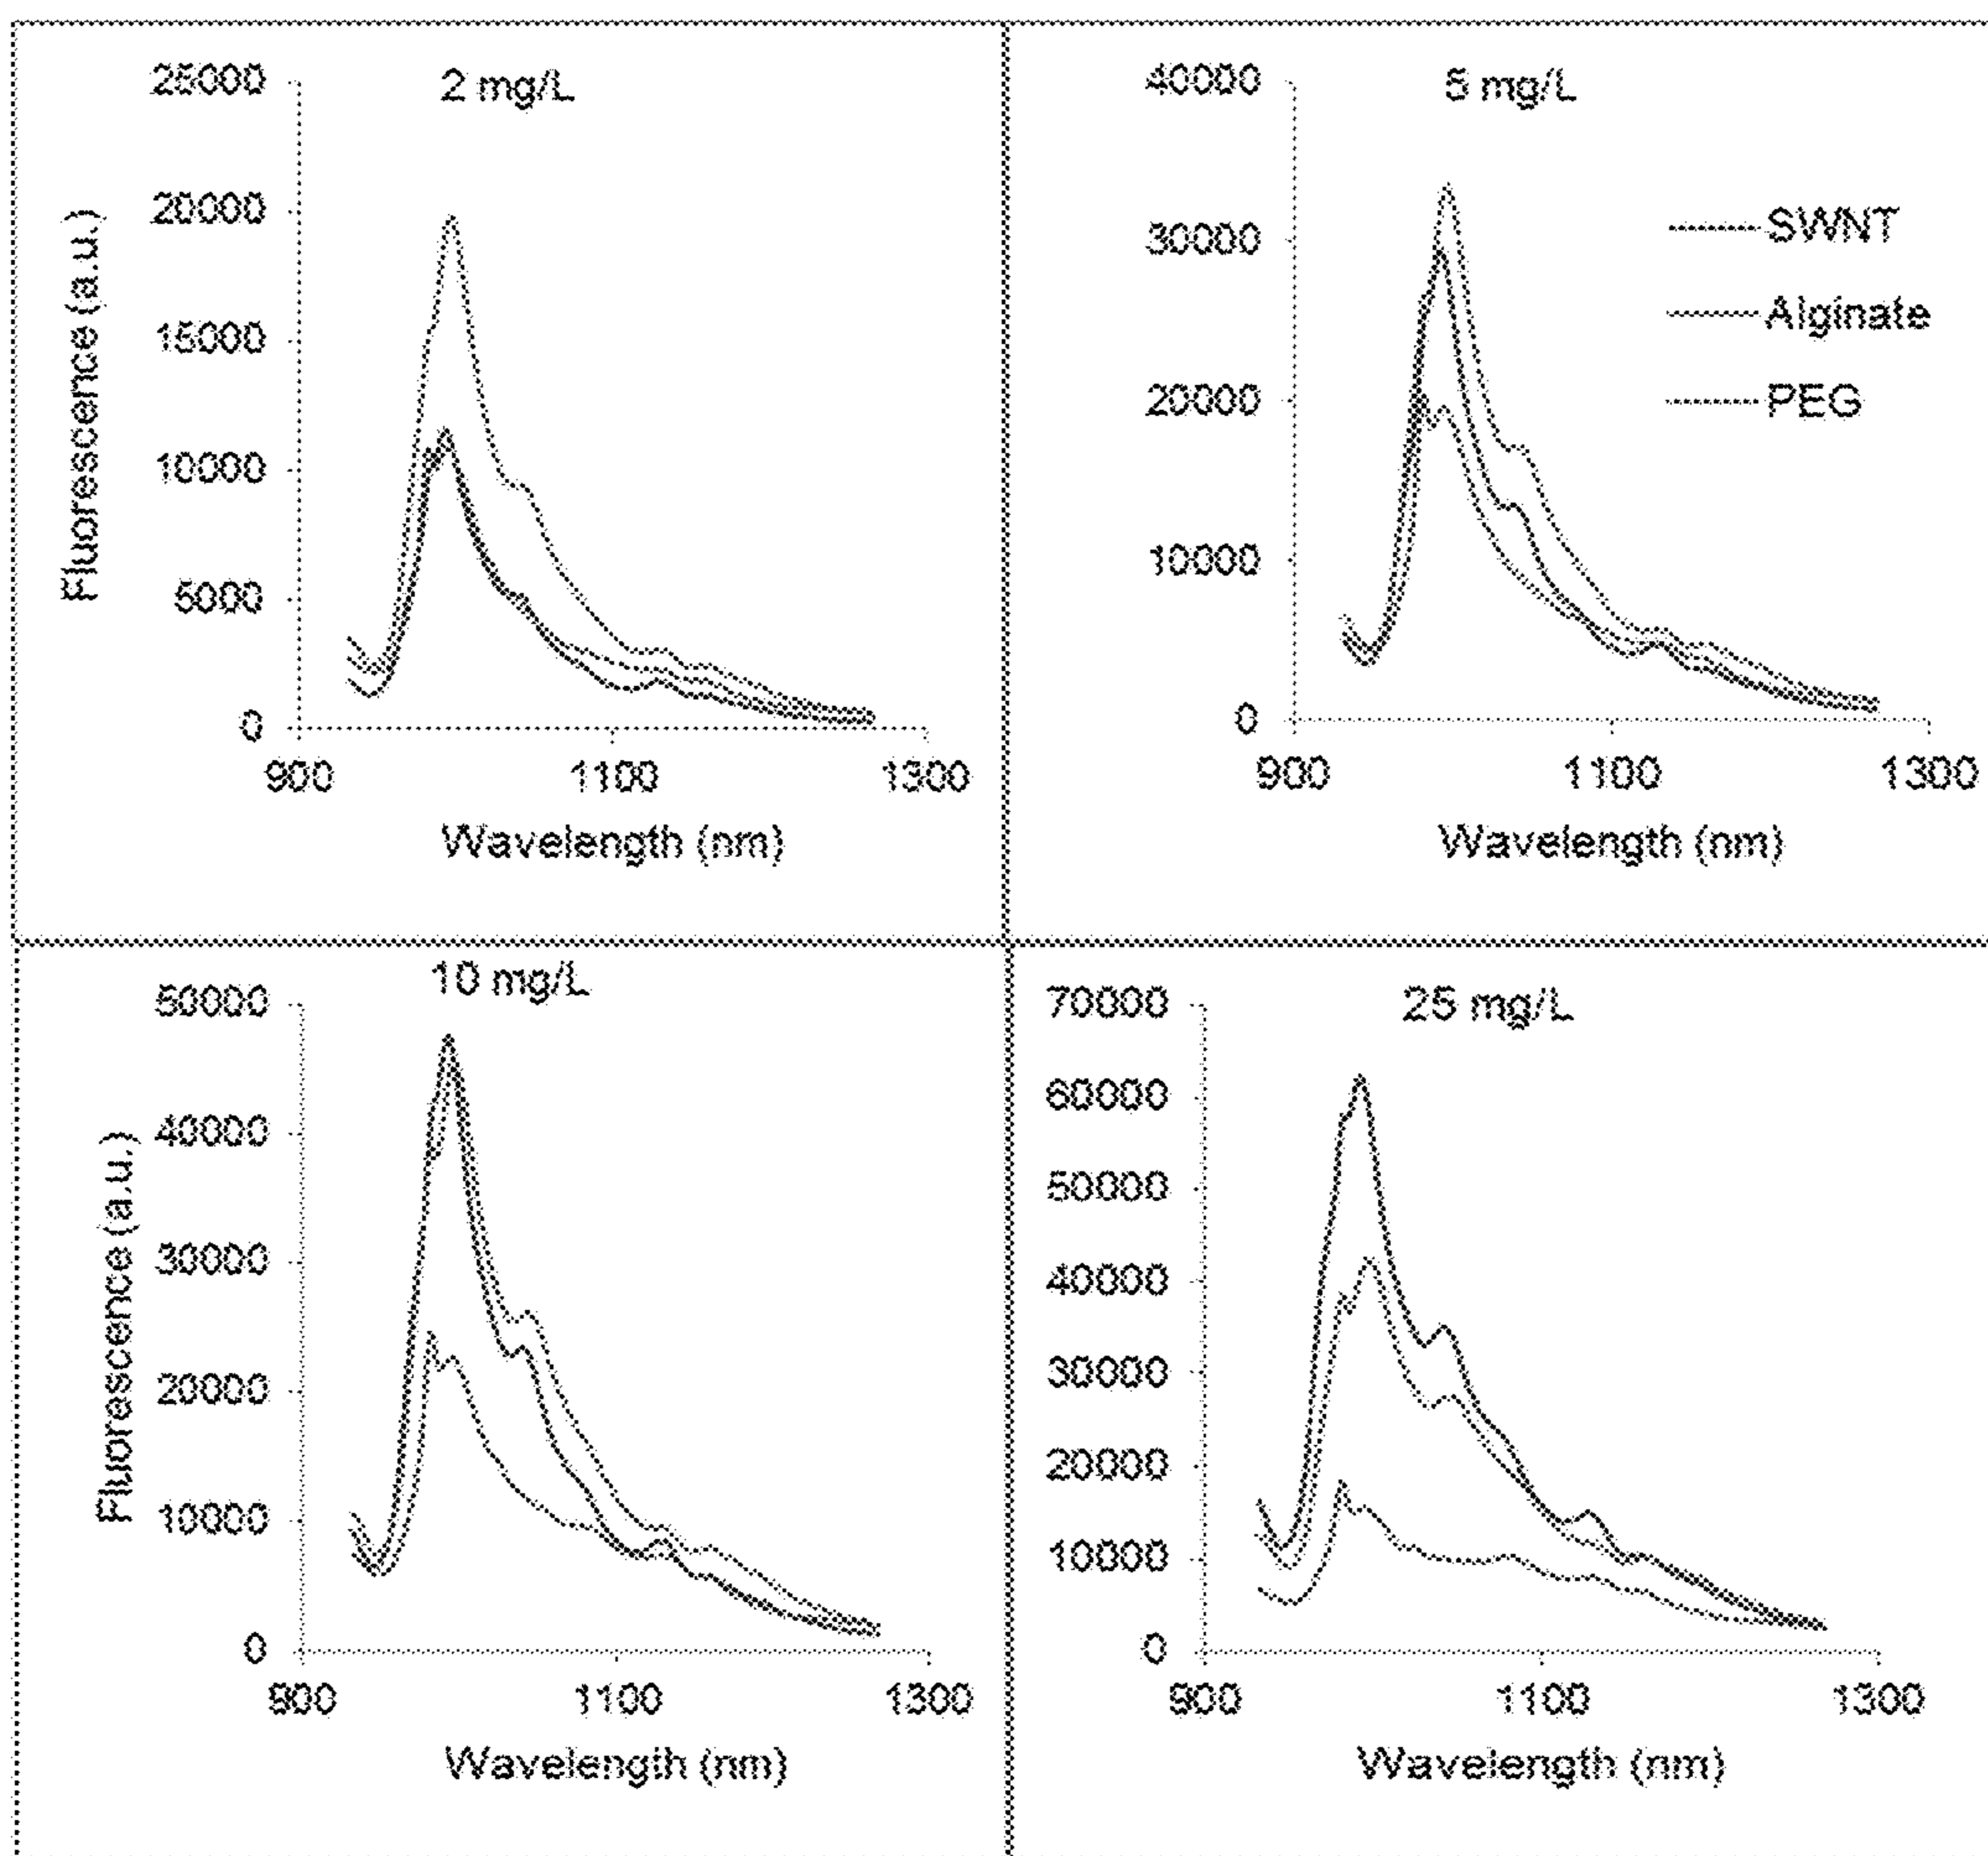 2 mg/L
25000
20000
15000
10000
5000
0
900 1100 1300
Fluorescence (a.u.)
Wavelength (nm)
5 mg/L
40000
30000
20000
10000
0
900 1100 1300
Wavelength (nm)
SWNT
Alginate
PEG
10 mg/L
50000
40000
30000
20000
10000
0
900 1100 1300
Fluorescence (a.u.)
Wavelength (nm)
25 mg/L
70000
60000
50000
40000
30000
20000
10000
0
900 1100 1300
Wavelength (nm)